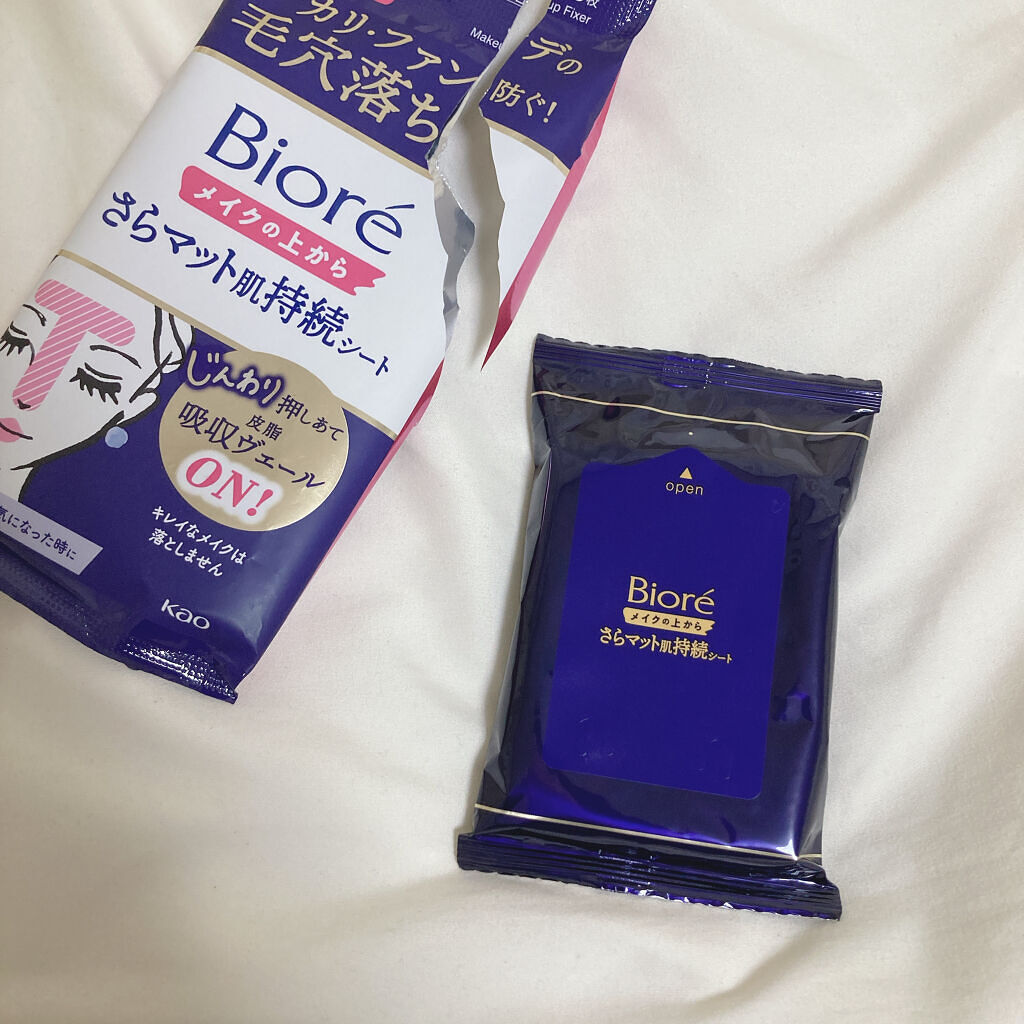 カリ・ファンデの
毛穴落ち防ぐ!
Bioré
メイクの上から
さらマット肌持続シート
じんわり押しあて
皮脂
吸収ヴェール
ON!
キレイなメイクは
落としません
気になった時に
Kao
up Fixer
open
Bioré
メイクの上から
さらマット肌持続シート